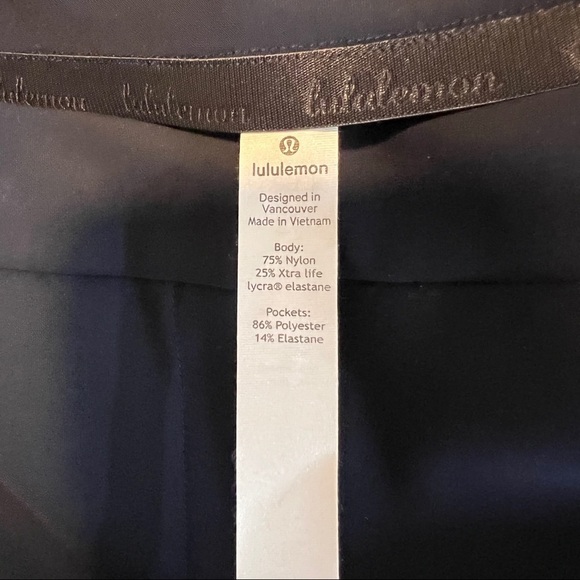 lululemon lululemon lululemon
lululemon
Designed in
Vancouver
Made in Vietnam
Body:
75% Nylon
25% Xtra life
lycra® elastane
Pockets:
86% Polyester
14% Elastane